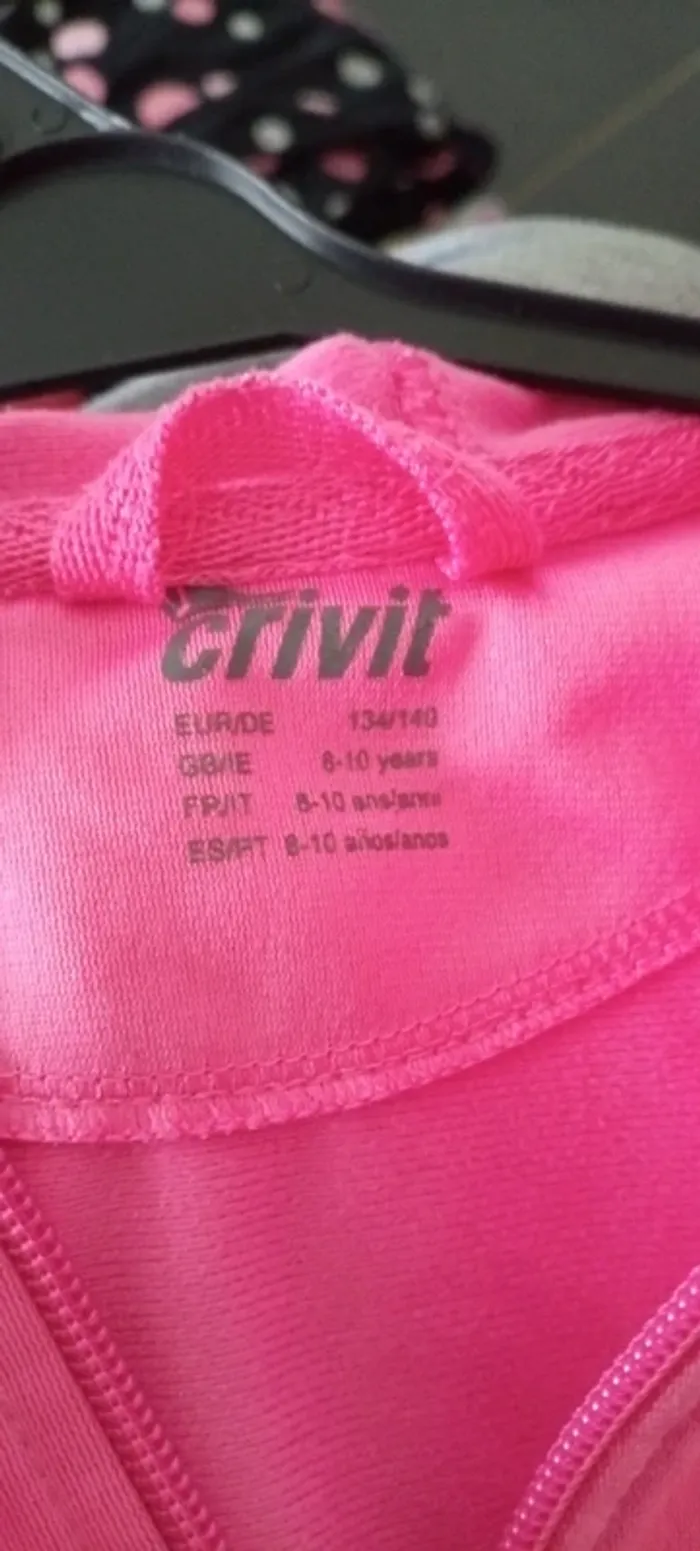 crivit
EUR/DE 134/140
GB/IE 8-10 years
FR/IT 8-10 ans/anni
ES/PT 8-10 años/anos